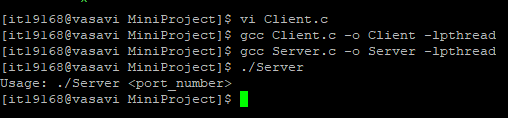 [it19168@vasavi MiniProject]$ vi Client.c
[it19168@vasavi MiniProject]$ gcc Client.c -o Client -lpthread
[it19168@vasavi MiniProject]$ gcc Server.c -o Server -lpthread
[it19168@vasavi MiniProject]$ ./Server
Usage: ./Server <port_number>
[it19168@vasavi MiniProject]$